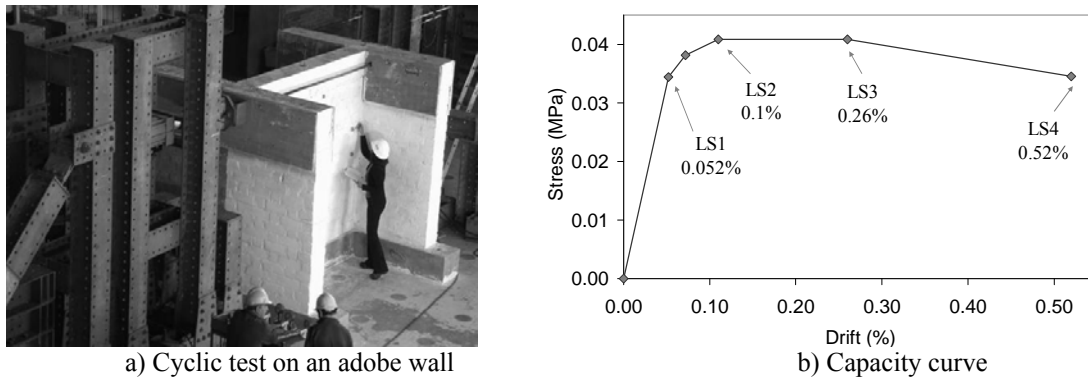 0.04
0.03
0.02
0.01
0.00
Stress (MPa)
LS1
0.052%
LS2
0.1%
LS3
0.26%
LS4
0.52%
0.00 0.10 0.20 0.30 0.40 0.50
Drift (%)
a) Cyclic test on an adobe wall
b) Capacity curve